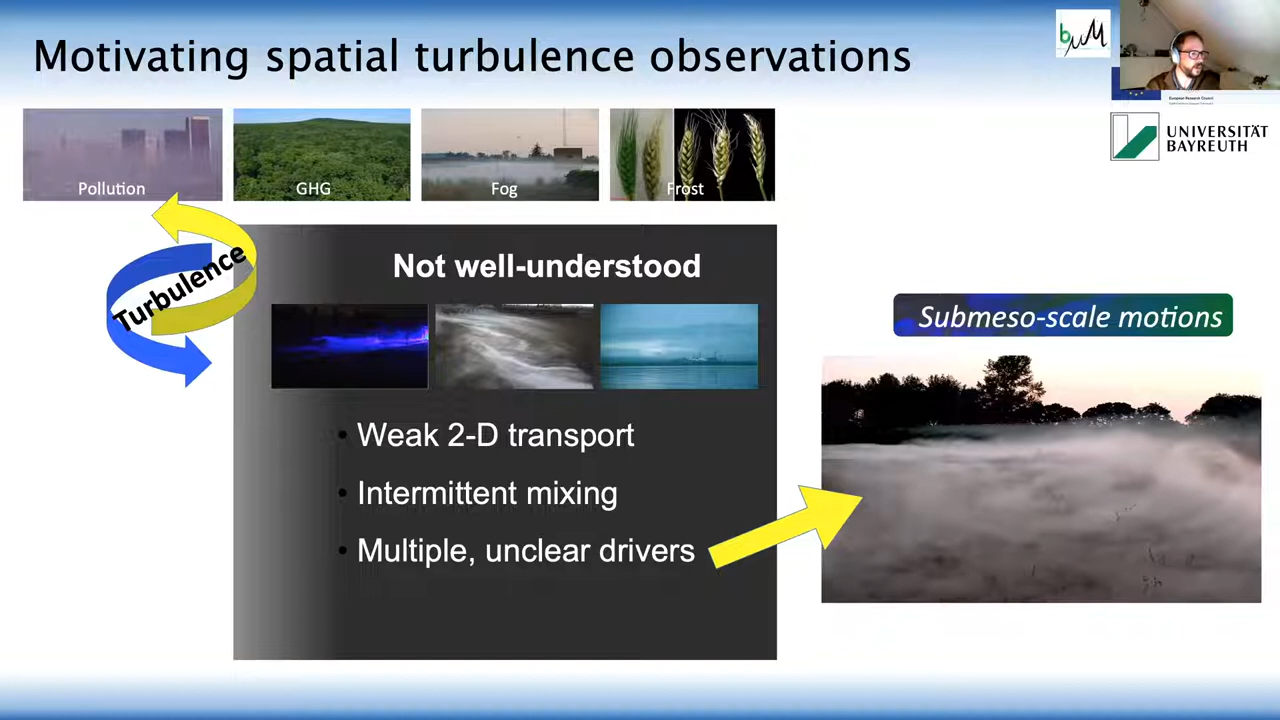 Motivating spatial turbulence observations
UNIVERSITÄT
BAYREUTH
Pollution
GHG
Fog
Frost
Turbulence
Not well-understood
Submeso-scale motions
• Weak 2-D transport
• Intermittent mixing
• Multiple, unclear drivers